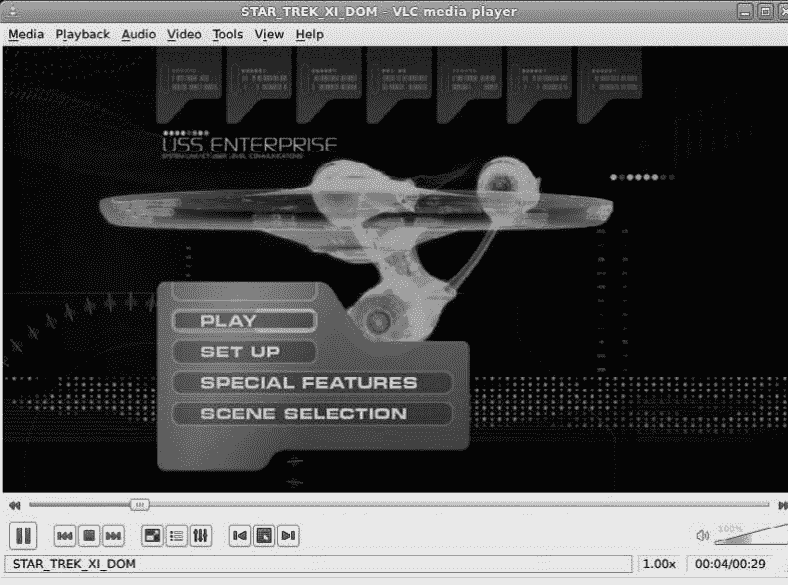 STAR_TREK_XI_DOM - VLC media player
Media Playback Audio Video Tools View Help
USS ENTERPRISE
PLAY
SET UP
SPECIAL FEATURES
SCENE SELECTION
100%
STAR_TREK_XI_DOM 1.00x 00:04/00:29